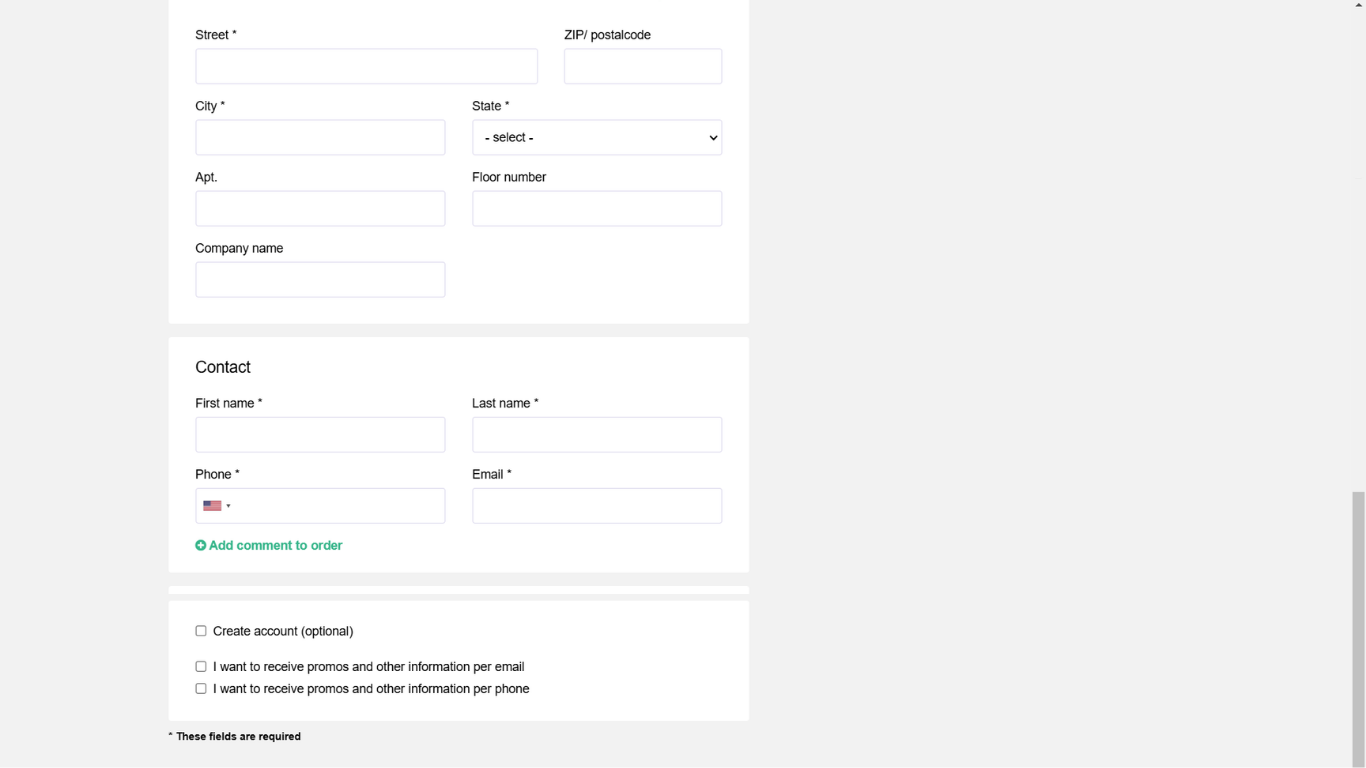 Street *
ZIP/ postalcode
City *
State *
- select -
Apt.
Floor number
Company name
Contact
First name *
Last name *
Phone *
Email *
Add comment to order
Create account (optional)
I want to receive promos and other information per email
I want to receive promos and other information per phone
* These fields are required